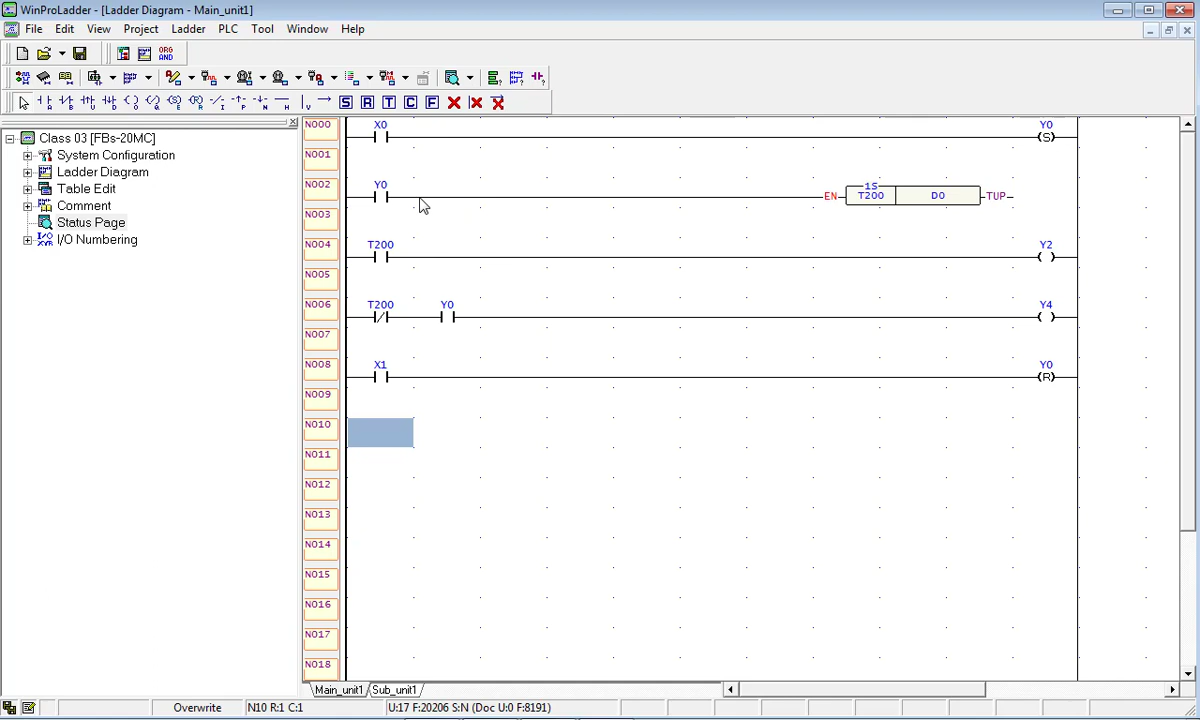 WinProLadder - [Ladder Diagram - Main_unit1]
File Edit View Project Ladder PLC Tool Window Help
ORG
AND
A B U D Q Q S R I P N H V S R T C F
Class 03 [FBs-20MC]
System Configuration
Ladder Diagram
Table Edit
Comment
Status Page
I/O Numbering
N000 X0 Y0
(S)
N001
N002 Y0 1S
EN T200 D0 TUP
N003
N004 T200 Y2
N005
N006 T200 Y0 Y4
N007
N008 X1 Y0
(R)
N009
N010
N011
N012
N013
N014
N015
N016
N017
N018
Main_unit1 Sub_unit1
Overwrite N10 R:1 C:1 U:17 F:20206 S:N (Doc U:0 F:8191)